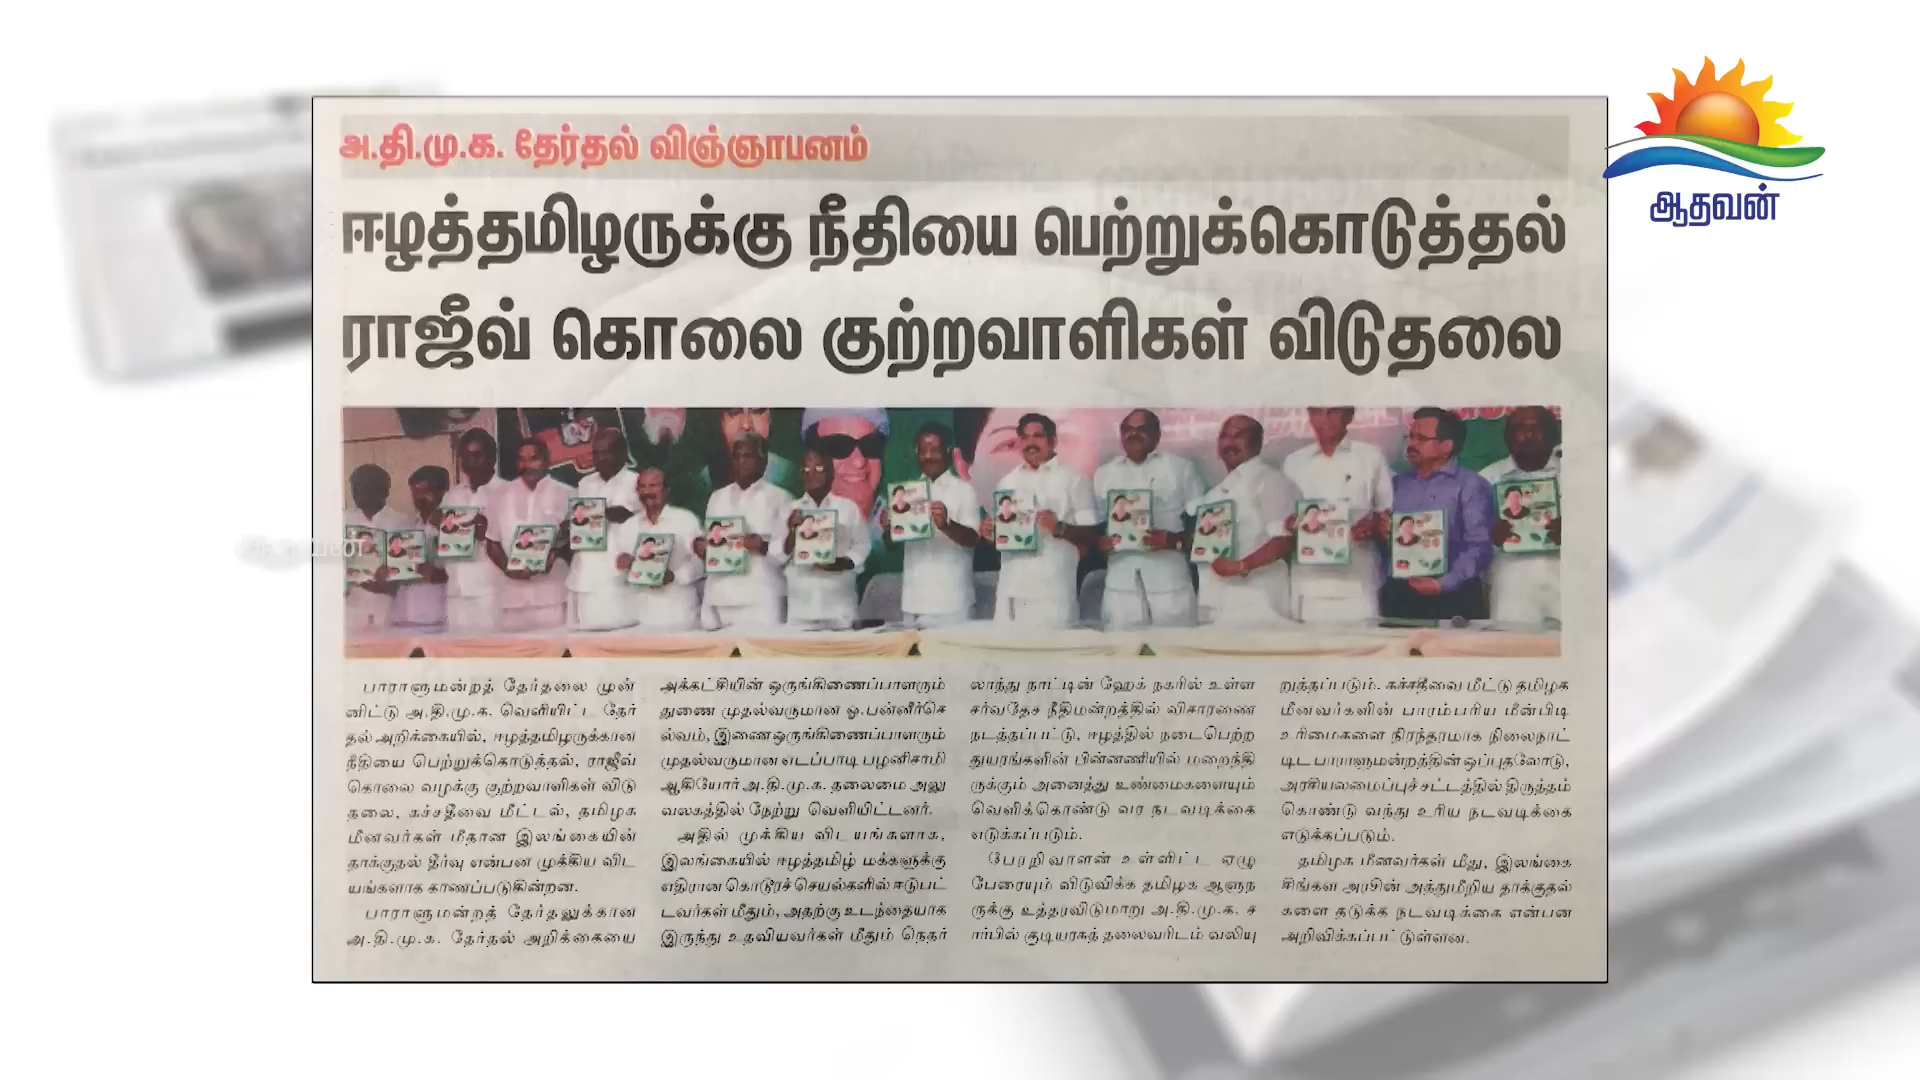 அ.தி.மு.க. தேர்தல் விஞ்ஞாபனம்
ஆதவன்
ஈழத்தமிழருக்கு நீதியை பெற்றுக்கொடுத்தல்
ராஜீவ் கொலை குற்றவாளிகள் விடுதலை
பாராளுமன்றத் தேர்தலை முன்
னிட்டு அ.தி.மு.க. வெளியிட்ட தேர்
தல் அறிக்கையில், ஈழத்தமிழருக்கான
நீதியை பெற்றுக்கொடுத்தல், ராஜீவ்
கொலை வழக்கு குற்றவாளிகள் விடு
தலை, கச்சதீவை மீட்டல், தமிழக
மீனவர்கள் மீதான இலங்கையின்
தாக்குதல் தீர்வு என்பன முக்கிய விட
யங்களாக காணப்படுகின்றன.
பாராளுமன்றத் தேர்தலுக்கான
அ.தி.மு.க. தேர்தல் அறிக்கையை
அக்கட்சியின் ஒருங்கிணைப்பாளரும்
துணை முதல்வருமான ஓ.பன்னீர்செ
ல்வம், இணைஒருங்கிணைப்பாளரும்
முதல்வருமான எடப்பாடி பழனிசாமி
ஆகியோர் அ.தி.மு.க. தலைமை அலு
வலகத்தில் நேற்று வெளியிட்டனர்.
அதில் முக்கிய விடயங்களாக,
இலங்கையில் ஈழத்தமிழ் மக்களுக்கு
எதிரான கொடூரச் செயல்களில் ஈடுபட்
டவர்கள் மீதும், அதற்கு உடந்தையாக
இருந்து உதவியவர்கள் மீதும் நெதர்
லாந்து நாட்டின் ஹேக் நகரில் உள்ள
சர்வதேச நீதிமன்றத்தில் விசாரணை
நடத்தப்பட்டு, ஈழத்தில் நடைபெற்ற
துயரங்களின் பின்னணியில் மறைந்தி
ருக்கும் அனைத்து உண்மைகளையும்
வெளிக்கொண்டு வர நடவடிக்கை
எடுக்கப்படும்.
பேரறிவாளன் உள்ளிட்ட ஏழு
பேரையும் விடுவிக்க தமிழக ஆளுந
ருக்கு உத்தரவிடுமாறு அ.தி.மு.க. ச
ார்பில் குடியரசுத் தலைவரிடம் வலியு
றுத்தப்படும். கச்சதீவை மீட்டு தமிழக
மீனவர்களின் பாரம்பரிய மீன்பிடி
உரிமைகளை நிரந்தரமாக நிலைநாட்
டிட பாராளுமன்றத்தின் ஒப்புதலோடு,
அரசியலமைப்புச்சட்டத்தில் திருத்தம்
கொண்டு வந்து உரிய நடவடிக்கை
எடுக்கப்படும்.
தமிழக மீனவர்கள் மீது, இலங்கை
சிங்கள அரசின் அத்துமீறிய தாக்குதல்
களை தடுக்க நடவடிக்கை என்பன
அறிவிக்கப்பட்டுள்ளன.